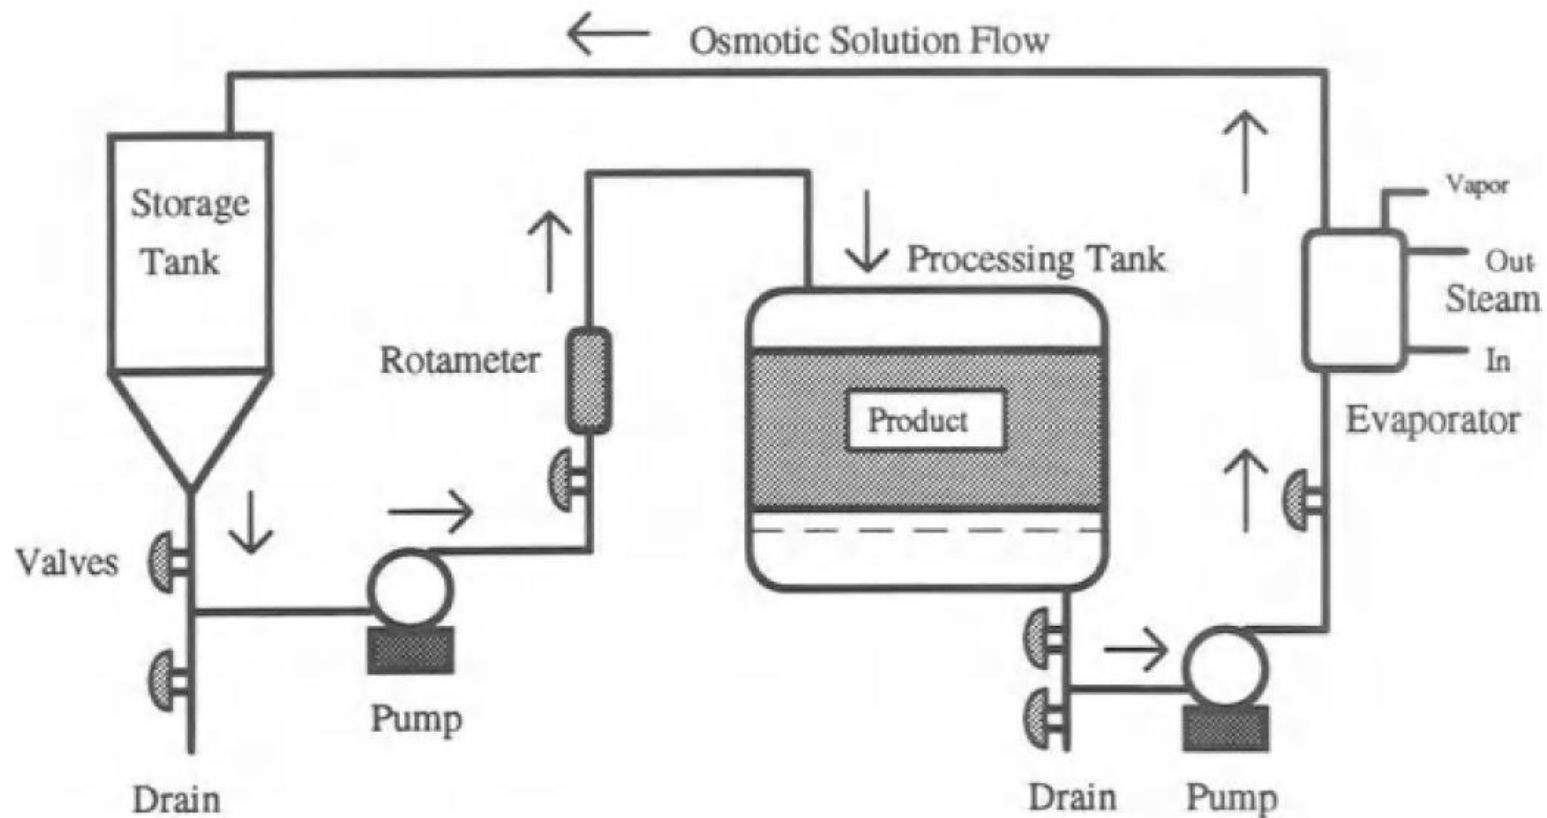 Osmotic Solution Flow
Storage
Tank
Vapor
Out
Steam
In
Processing Tank
Rotameter
Product
Evaporator
Valves
Pump
Drain
Drain
Pump